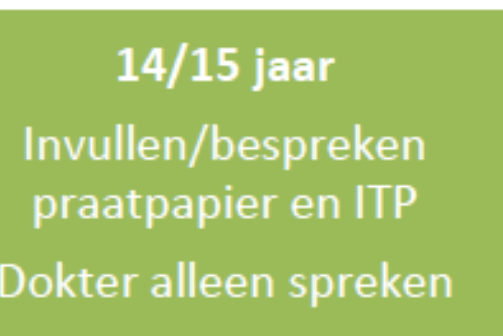 14/15 jaar
Invullen/bespreken
praatpapier en ITP
Dokter alleen spreken